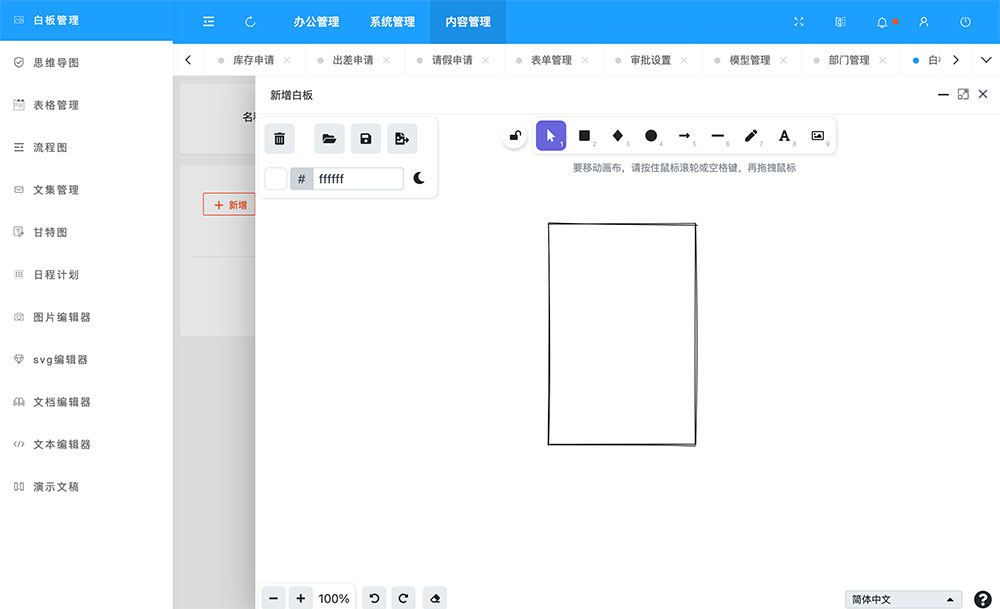 白板管理
办公管理
系统管理
内容管理
思维导图
表格管理
流程图
文集管理
甘特图
日程计划
图片编辑器
svg编辑器
文档编辑器
文本编辑器
演示文稿
库存申请
出差申请
请假申请
表单管理
审批设置
模型管理
部门管理
白
名
+ 新增
新增白板
# ffffff
1
2
3
4
5
6
7
A 8
9
要移动画布，请按住鼠标滚轮或空格键，再拖拽鼠标
100%
简体中文
?